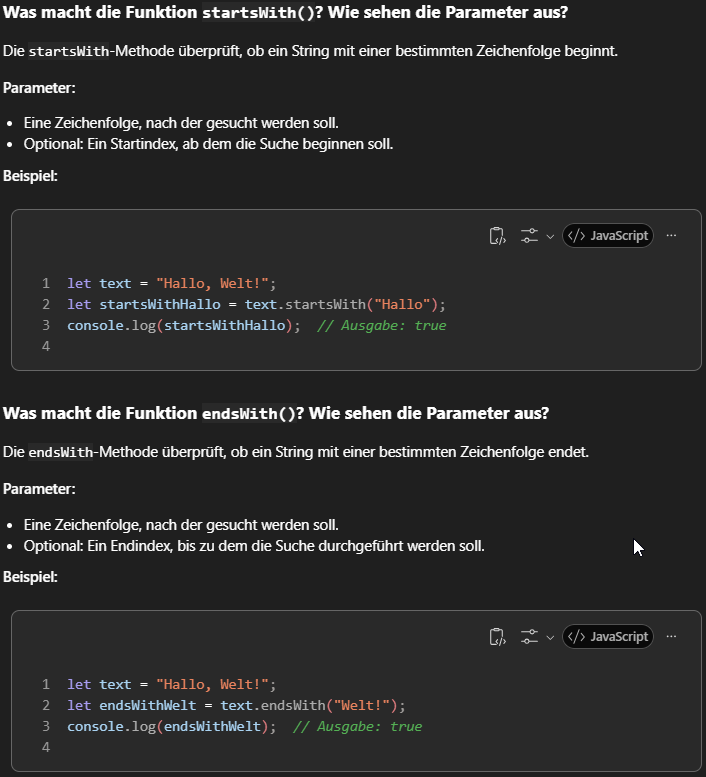 Was macht die Funktion startsWith()? Wie sehen die Parameter aus?
Die startsWith-Methode überprüft, ob ein String mit einer bestimmten Zeichenfolge beginnt.
Parameter:
• Eine Zeichenfolge, nach der gesucht werden soll.
• Optional: Ein Startindex, ab dem die Suche beginnen soll.
Beispiel:
</> JavaScript ...
1 let text = "Hallo, Welt!";
2 let startsWithHallo = text.startsWith("Hallo");
3 console.log(startsWithHallo);  // Ausgabe: true
4
Was macht die Funktion endsWith()? Wie sehen die Parameter aus?
Die endsWith-Methode überprüft, ob ein String mit einer bestimmten Zeichenfolge endet.
Parameter:
• Eine Zeichenfolge, nach der gesucht werden soll.
• Optional: Ein Endindex, bis zu dem die Suche durchgeführt werden soll.
Beispiel:
</> JavaScript ...
1 let text = "Hallo, Welt!";
2 let endsWithWelt = text.endsWith("Welt!");
3 console.log(endsWithWelt);  // Ausgabe: true
4